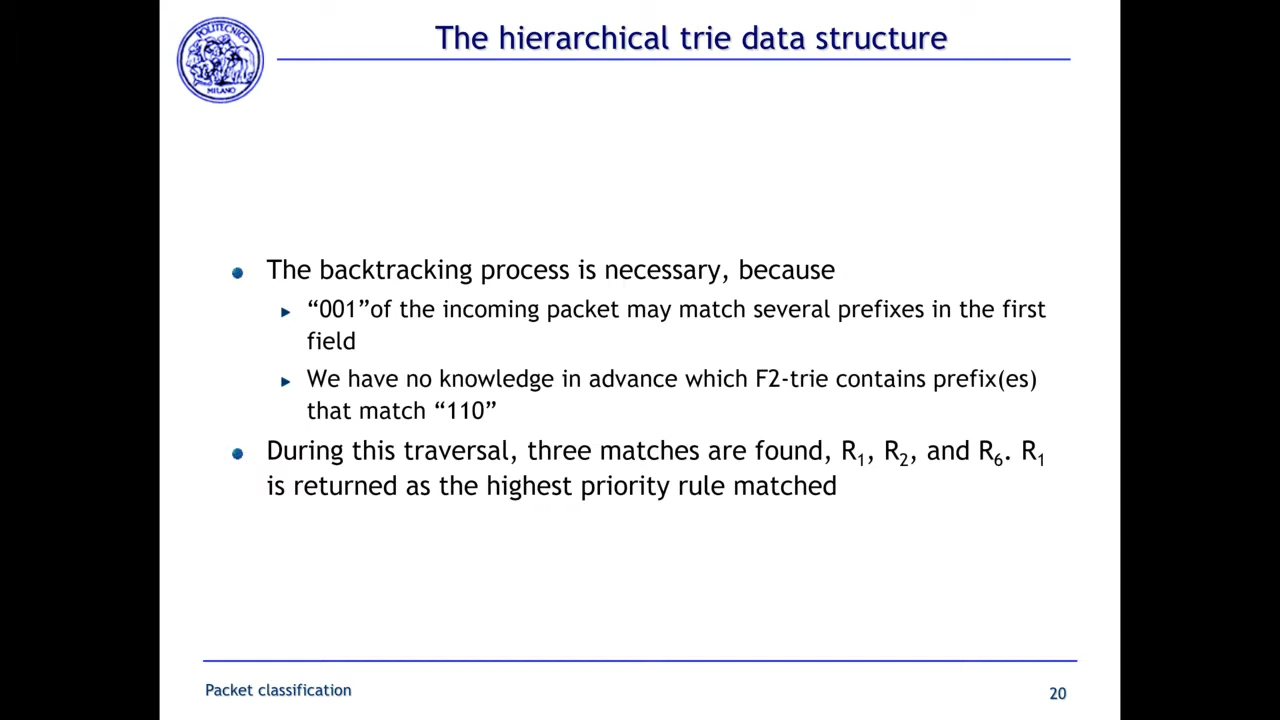 POLITECNICO
MILANO
The hierarchical trie data structure
The backtracking process is necessary, because
“001”of the incoming packet may match several prefixes in the first
field
We have no knowledge in advance which F2-trie contains prefix(es)
that match “110”
During this traversal, three matches are found, R1, R2, and R6. R1
is returned as the highest priority rule matched
Packet classification
20